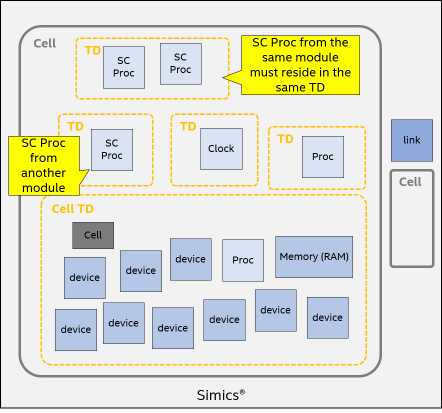 Cell
TD
SC
Proc
SC
Proc
SC Proc from the
same module
must reside in the
same TD
TD
SC
Proc
SC Proc
from
another
module
TD
Clock
TD
Proc
link
Cell
Cell TD
Cell
device
device
device
Proc
Memory (RAM)
device
device
device
device
device
device
Simics®